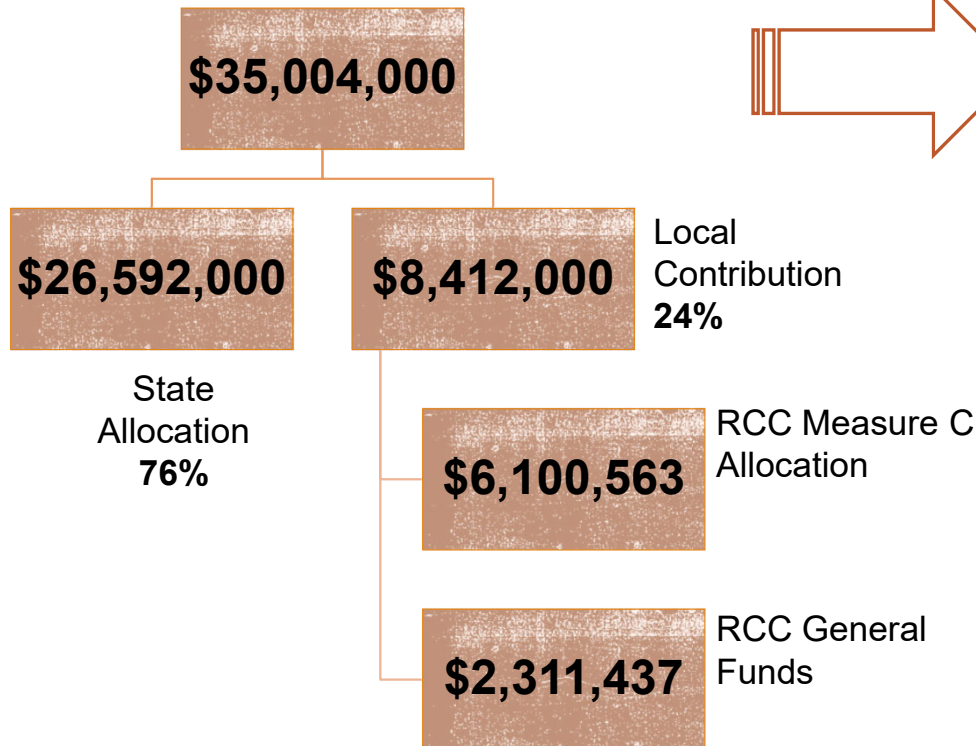 $35,004,000
$26,592,000
$8,412,000
Local
Contribution
24%
State
Allocation
76%
$6,100,563
RCC Measure C
Allocation
$2,311,437
RCC General
Funds